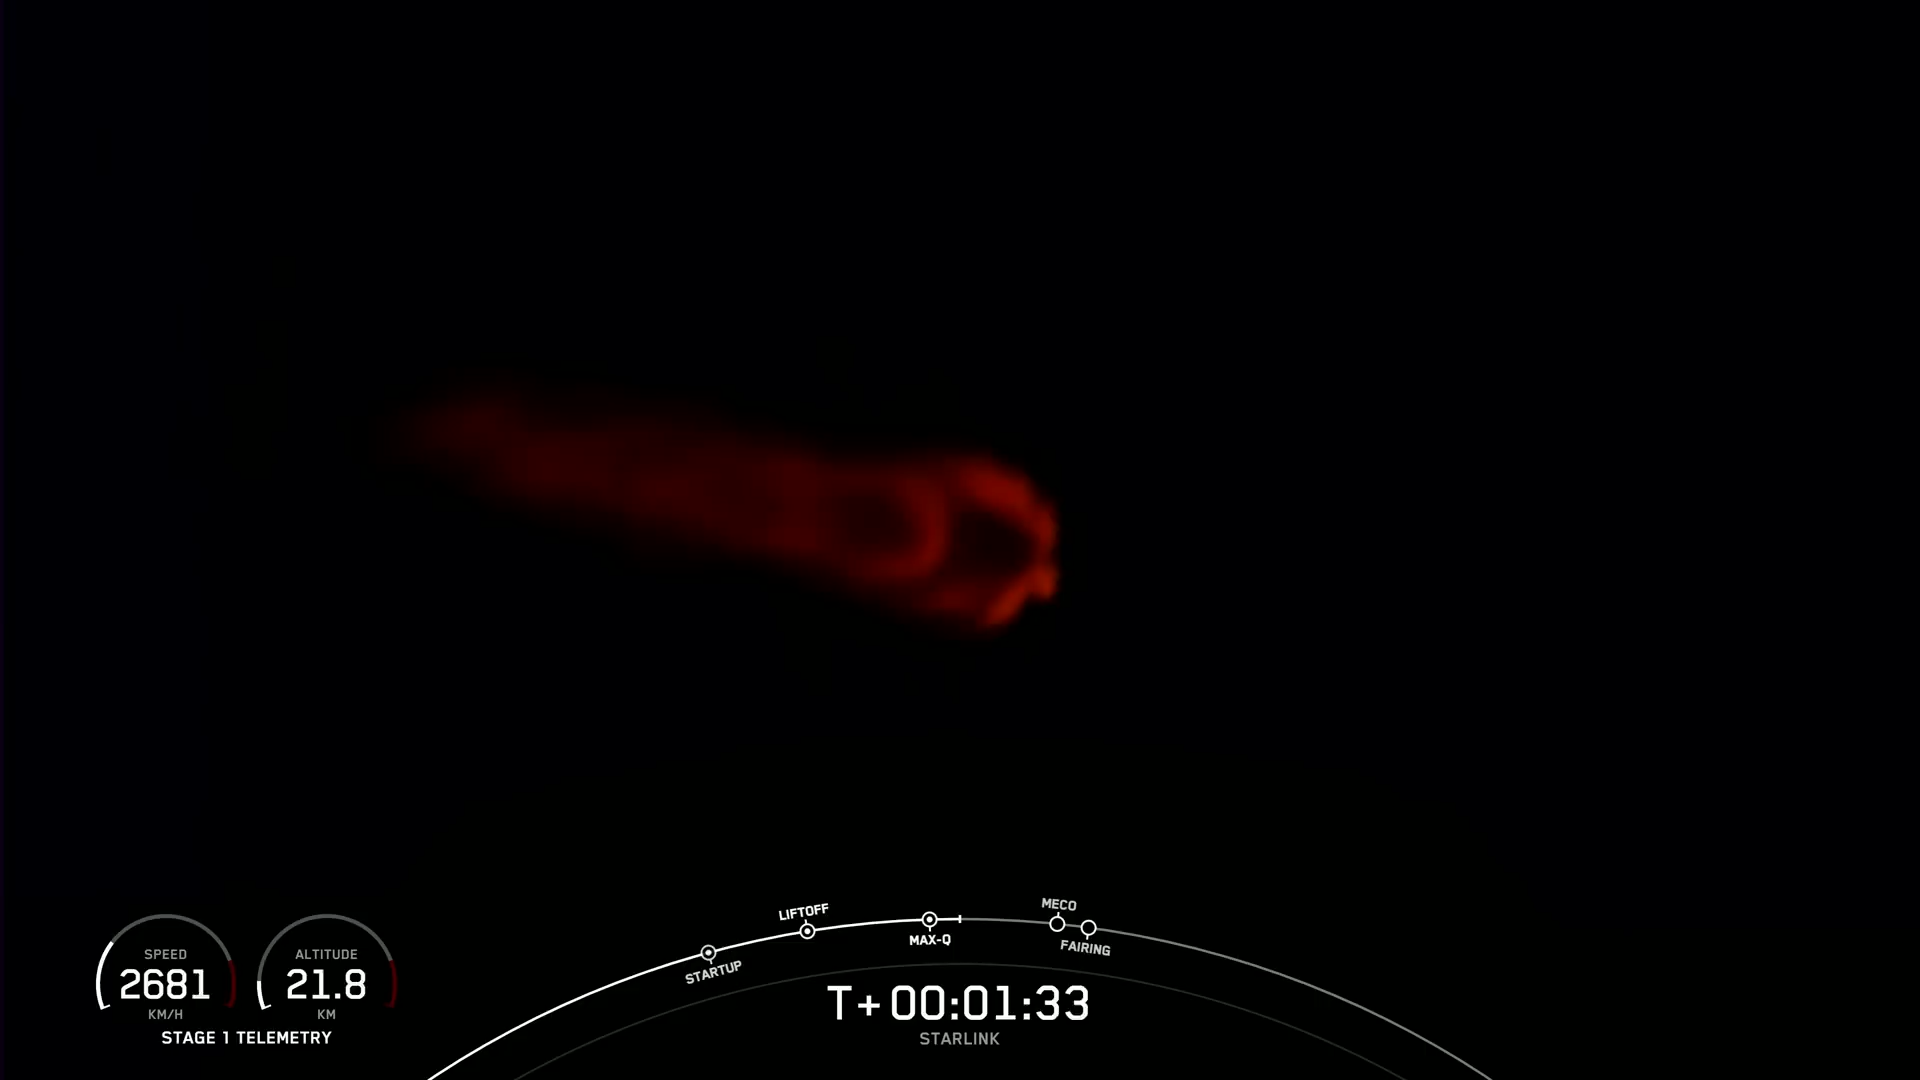 LIFTOFF
MECO
STARTUP
MAX-Q
FAIRING
SPEED
2681
KM/H
ALTITUDE
21.8
KM
STAGE 1 TELEMETRY
T+00:01:33
STARLINK